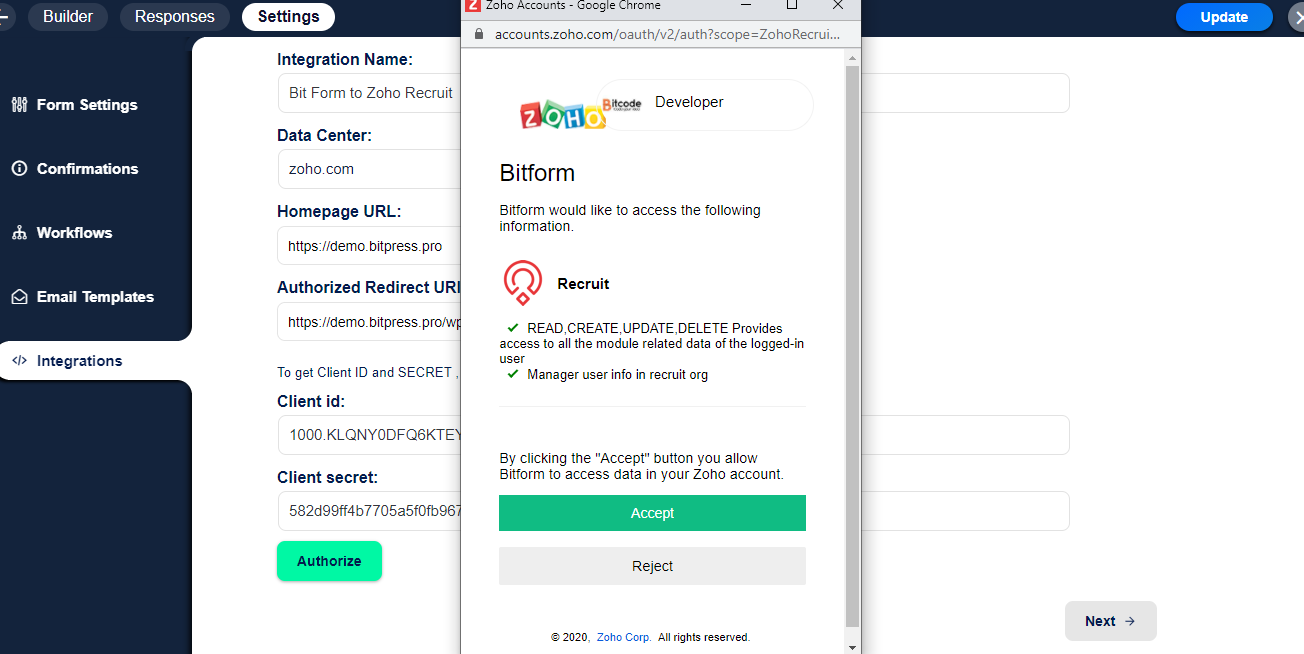 Builder
Responses
Settings
Update
Form Settings
Confirmations
Workflows
Email Templates
Integrations
Integration Name:
Bit Form to Zoho Recruit
Data Center:
zoho.com
Homepage URL:
https://demo.bitpress.pro
Authorized Redirect URI
https://demo.bitpress.pro/wp
To get Client ID and SECRET ,
Client id:
1000.KLQNY0DFQ6KTEY
Client secret:
582d99ff4b7705a5f0fb967
Authorize
Next
Zoho Accounts - Google Chrome
accounts.zoho.com/oauth/v2/auth?scope=ZohoRecrui...
ZOHO
Bitcode
Developer
Bitform
Bitform would like to access the following
information.
Recruit
READ,CREATE,UPDATE,DELETE Provides
access to all the module related data of the logged-in
user
Manager user info in recruit org
By clicking the "Accept" button you allow
Bitform to access data in your Zoho account.
Accept
Reject
© 2020, Zoho Corp. All rights reserved.